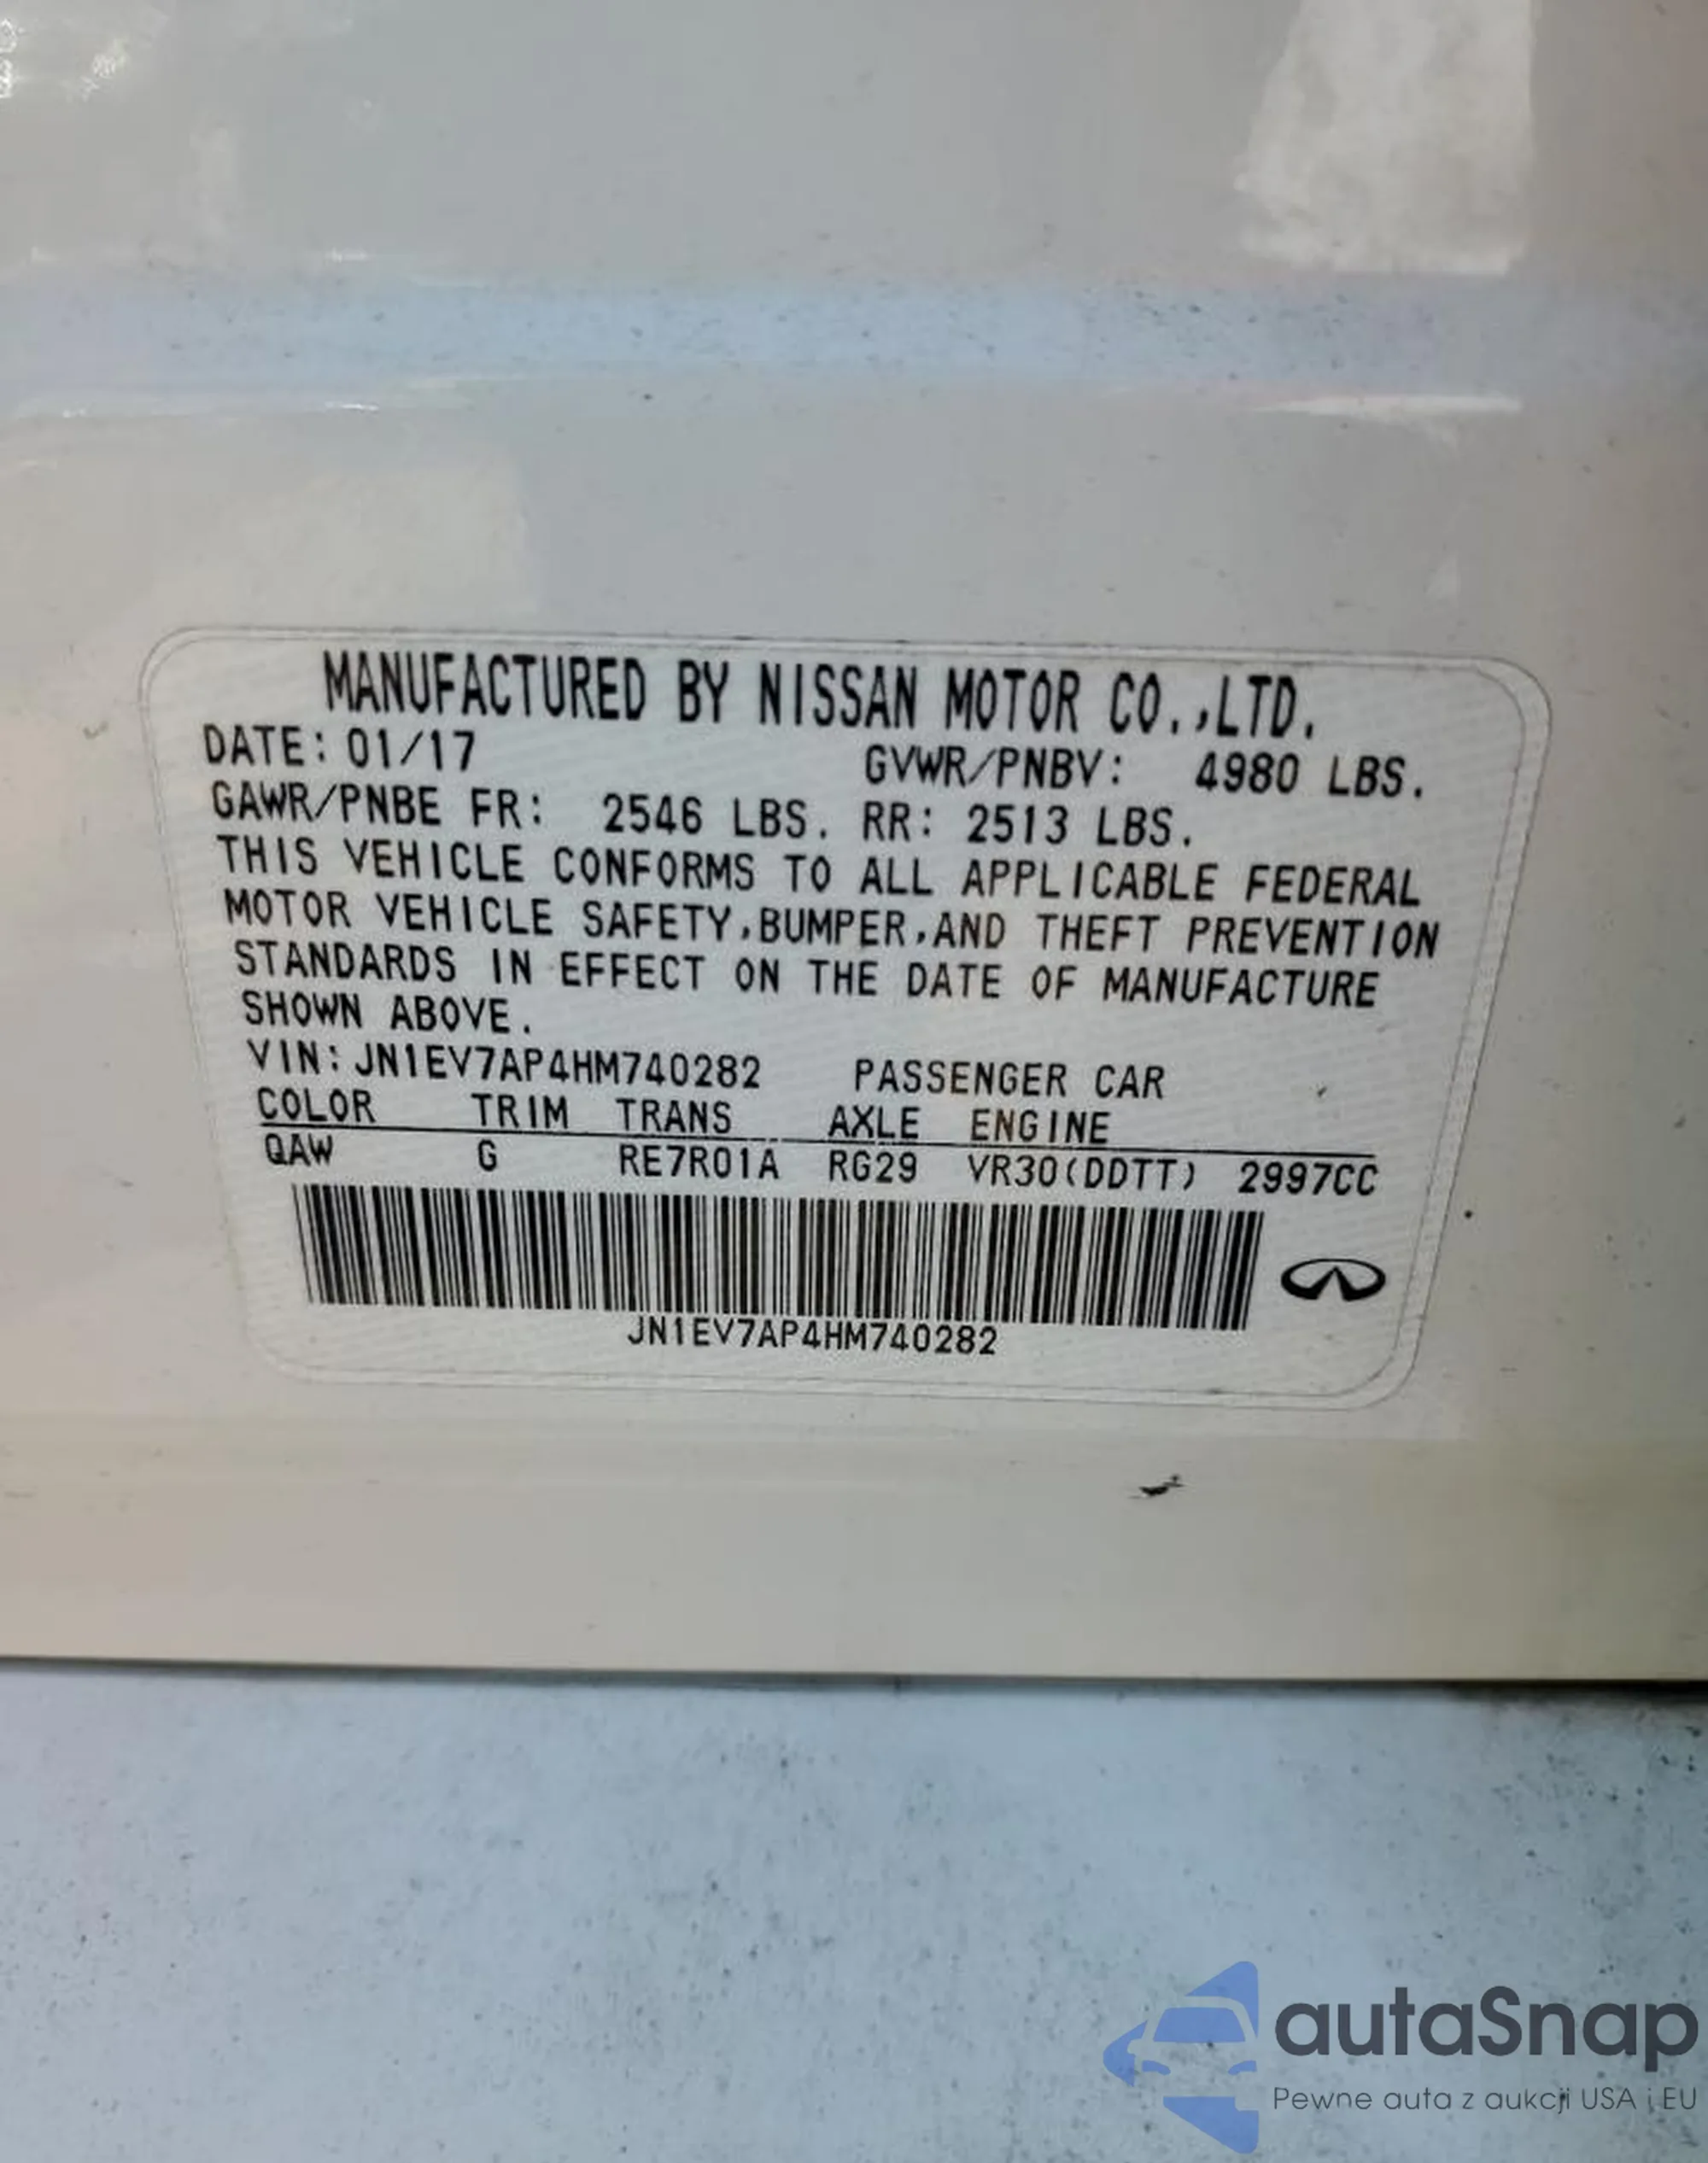 MANUFACTURED BY NISSAN MOTOR CO.,LTD.
DATE: 01/17 GVWR/PNBV: 4980 LBS.
GAWR/PNBE FR: 2546 LBS. RR: 2513 LBS.
THIS VEHICLE CONFORMS TO ALL APPLICABLE FEDERAL
MOTOR VEHICLE SAFETY,BUMPER,AND THEFT PREVENTION
STANDARDS IN EFFECT ON THE DATE OF MANUFACTURE
SHOWN ABOVE.
VIN:JN1EV7AP4HM740282 PASSENGER CAR
COLOR TRIM TRANS AXLE ENGINE
QAW G RE7R01A RG29 VR30(DDTT) 2997CC
JN1EV7AP4HM740282
autaSnap
Pewne auta z aukcji USA i EU